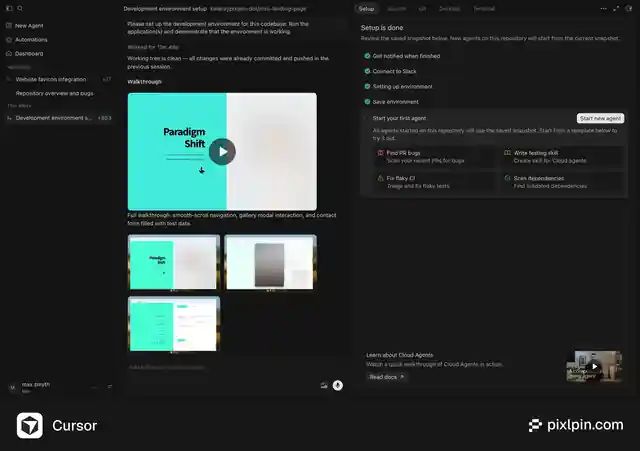 New Agent
Automations
Dashboard
Website favicon integration
Repository overview and bugs
Development environment s...
max smyth
Development environment setup
Please set up the development environment for this codebase. Run the
application(s) and demonstrate that the environment is working.
Working tree is clean — all changes were already committed and pushed in the
previous session.
Walkthrough
Paradigm
Shift
Full walkthrough: smooth-scroll navigation, gallery modal interaction, and contact
form filled with test data.
Paradigm
Shift
Setup
Git
Desktop
Terminal
Setup is done
Review the saved snapshot below. New agents on this repository will start from the current snapshot.
Get notified when finished
Connect to Slack
Setting up environment
Save environment
Start your first agent
Start new agent
All agents started on this repository will use the saved snapshot. Start from a template below to
try it out.
Find PR bugs
Scan your recent PRs for bugs
Write testing skill
Create skill for Cloud agents
Fix flaky CI
Triage and fix flaky tests
Scan dependencies
Find outdated dependencies
Learn about Cloud Agents
Watch a quick walkthrough of Cloud Agents in action.
Read docs
Cursor
pixlpin.com